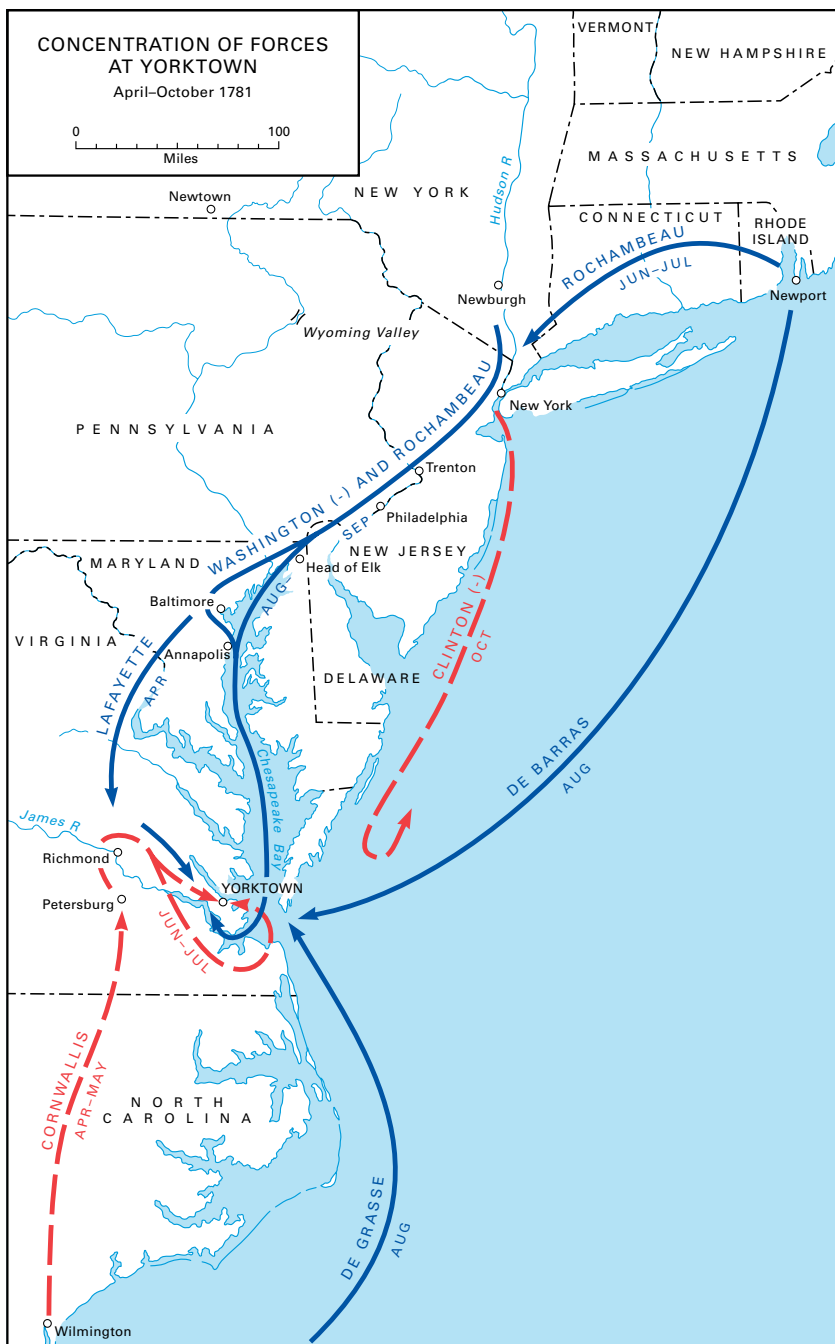 CONCENTRATION OF FORCES
AT YORKTOWN
April–October 1781
0 100
Miles
VERMONT
NEW HAMPSHIRE
MASSACHUSETTS
NEW YORK
Hudson R
CONNECTICUT
RHODE
ISLAND
Newtown
ROCHAMBEAU
JUN–JUL
Newburgh
Newport
Wyoming Valley
New York
PENNSYLVANIA
WASHINGTON (-) AND ROCHAMBEAU
SEP
Trenton
Philadelphia
NEW JERSEY
MARYLAND
Head of Elk
AUG
Baltimore
VIRGINIA
Annapolis
DELAWARE
CLINTON (-)
OCT
LAFAYETTE
APR
DE BARRAS
AUG
Chesapeake Bay
James R
Richmond
YORKTOWN
Petersburg
JUN–JUL
CORNWALLIS
APR–MAY
NORTH
CAROLINA
DE GRASSE
AUG
Wilmington